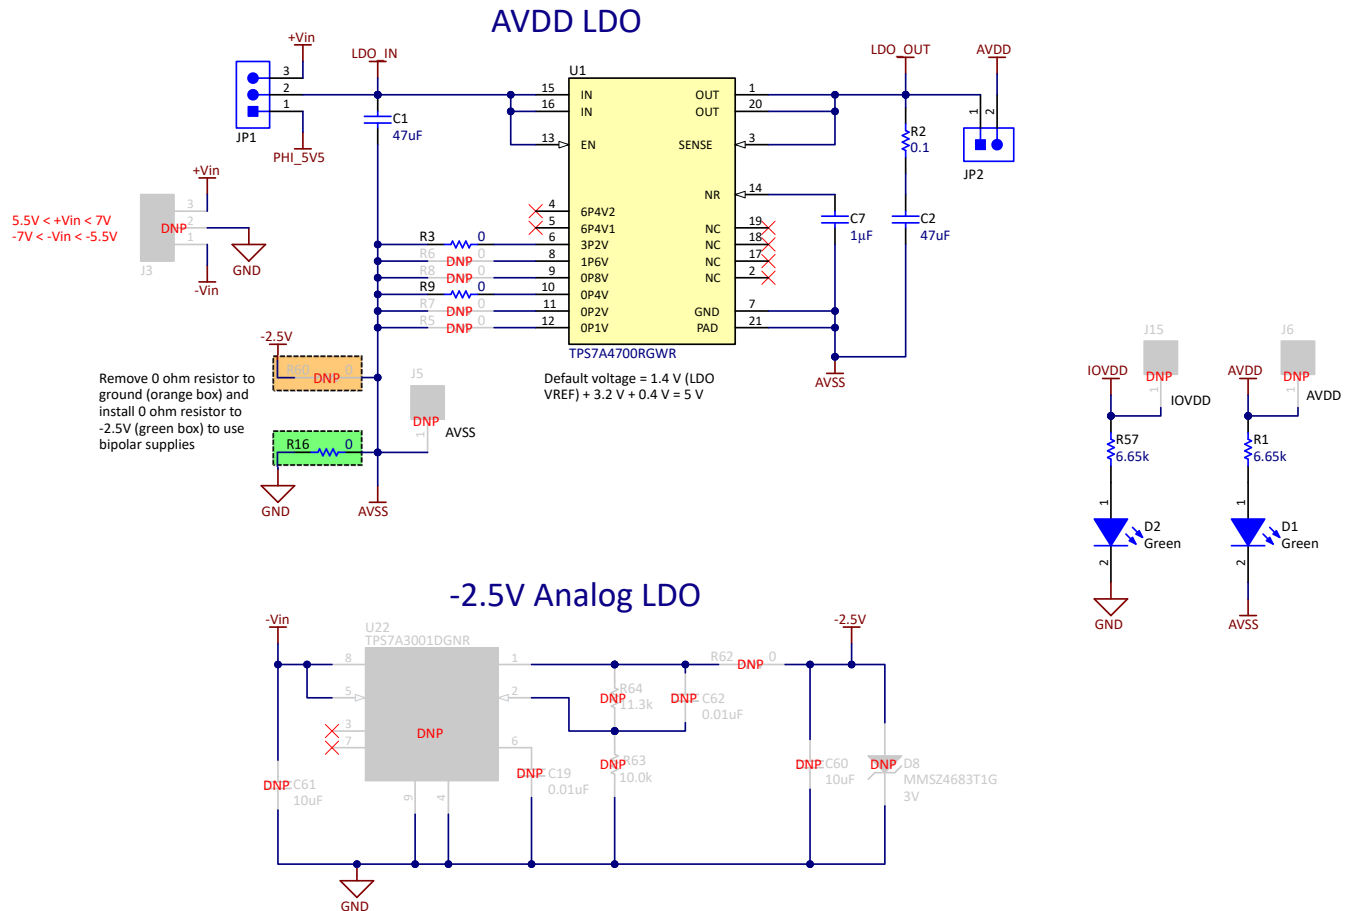 AVDD LDO
+Vin
LDO_IN
LDO_OUT
AVDD
U1
3
2
1
JP1
PHI_5V5
C1
47uF
15
IN
16
IN
13
EN
4
6P4V2
5
6P4V1
6
3P2V
8
1P6V
9
0P8V
10
0P4V
11
0P2V
12
0P1V
OUT
1
OUT
20
SENSE
3
NR
14
NC
19
NC
18
NC
17
NC
2
GND
7
PAD
21
TPS7A4700RGWR
R2
0.1
1
2
JP2
C7
1µF
C2
47uF
AVSS
+Vin
5.5V < +Vin < 7V
-7V < -Vin < -5.5V
3
2
1
DNP
J3
GND
-Vin
R3
0
R6
DNP
0
R8
DNP
0
R9
0
R7
DNP
0
R5
DNP
0
Default voltage = 1.4 V (LDO
VREF) + 3.2 V + 0.4 V = 5 V
-2.5V
R60
DNP
0
Remove 0 ohm resistor to
ground (orange box) and
install 0 ohm resistor to
-2.5V (green box) to use
bipolar supplies
J5
DNP
1
AVSS
R16
0
GND
AVSS
J15
DNP
1
IOVDD
IOVDD
R57
6.65k
1
D2
Green
2
GND
J6
DNP
1
AVDD
AVDD
R1
6.65k
1
D1
Green
2
AVSS
-2.5V Analog LDO
-Vin
U22
TPS7A3001DGNR
8
5
3
7
DNP
1
2
6
9
4
DNP
C61
10uF
DNP
C19
0.01uF
DNP
R64
11.3k
DNP
C62
0.01uF
DNP
R63
10.0k
R62
DNP
0
-2.5V
DNP
C60
10uF
DNP
D8
MMSZ4683T1G
3V
GND